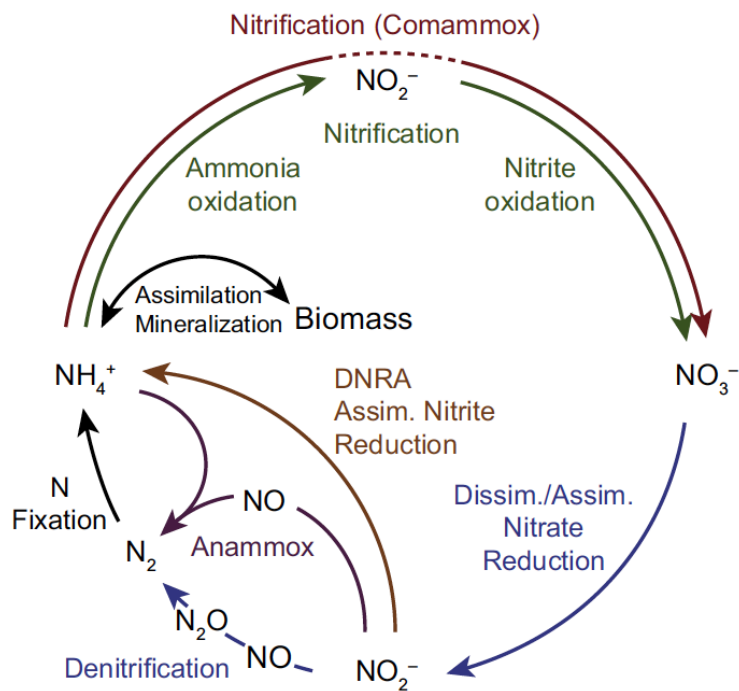 Nitrification (Comammox)
NO₂⁻
Nitrification
Ammonia
oxidation
Nitrite
oxidation
Assimilation
Mineralization
Biomass
NH₄⁺
NO₃⁻
DNRA
Assim. Nitrite
Reduction
N
Fixation
NO
Dissim./Assim.
Nitrate
Reduction
N₂
Anammox
N₂O
Denitrification
NO
NO₂⁻